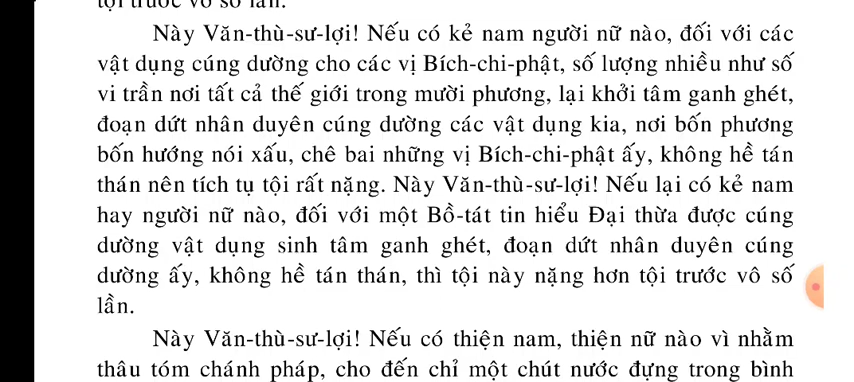 tội trước vô số lần.
Này Văn-thù-sư-lợi! Nếu có kẻ nam người nữ nào, đối với các
vật dụng cúng dường cho các vị Bích-chi-phật, số lượng nhiều như số
vi trần nơi tất cả thế giới trong mười phương, lại khởi tâm ganh ghét,
đoạn dứt nhân duyên cúng dường các vật dụng kia, nơi bốn phương
bốn hướng nói xấu, chê bai những vị Bích-chi-phật ấy, không hề tán
thán nên tích tụ tội rất nặng. Này Văn-thù-sư-lợi! Nếu lại có kẻ nam
hay người nữ nào, đối với một Bồ-tát tin hiểu Đại thừa được cúng
dường vật dụng sinh tâm ganh ghét, đoạn dứt nhân duyên cúng
dường ấy, không hề tán thán, thì tội này nặng hơn tội trước vô số
lần.
Này Văn-thù-sư-lợi! Nếu có thiện nam, thiện nữ nào vì nhằm
thâu tóm chánh pháp, cho đến chỉ một chút nước đựng trong bình